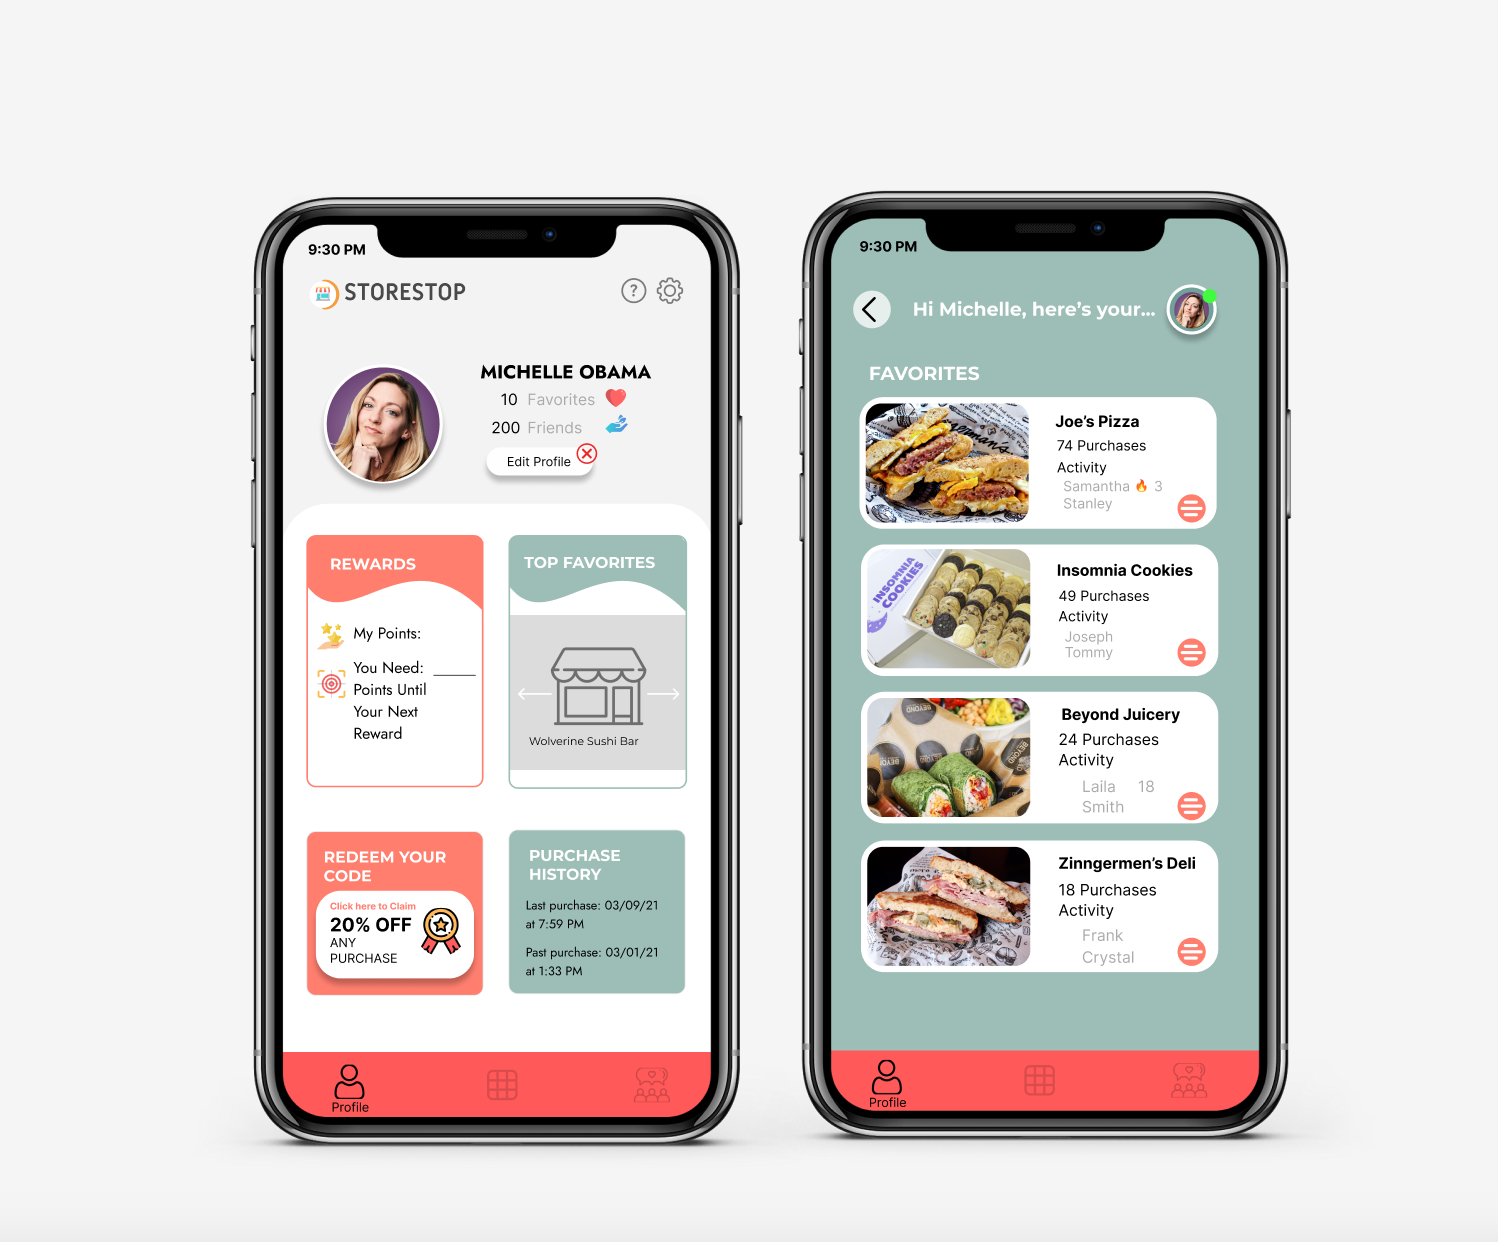 9:30 PM
STORESTOP
?
MICHELLE OBAMA
10 Favorites
200 Friends
Edit Profile
REWARDS
My Points:
You Need:
Points Until
Your Next
Reward
TOP FAVORITES
Wolverine Sushi Bar
REDEEM YOUR
CODE
Click here to Claim
20% OFF
ANY
PURCHASE
PURCHASE
HISTORY
Last purchase: 03/09/21
at 7:59 PM
Past purchase: 03/01/21
at 1:33 PM
Profile
9:30 PM
Hi Michelle, here's your...
FAVORITES
Joe's Pizza
74 Purchases
Activity
Samantha 🔥 3
Stanley
INSOMNIA
COOKIES
Insomnia Cookies
49 Purchases
Activity
Joseph
Tommy
BEYOND
Beyond Juicery
24 Purchases
Activity
Laila 18
Smith
Zinngermen's Deli
18 Purchases
Activity
Frank
Crystal
Profile